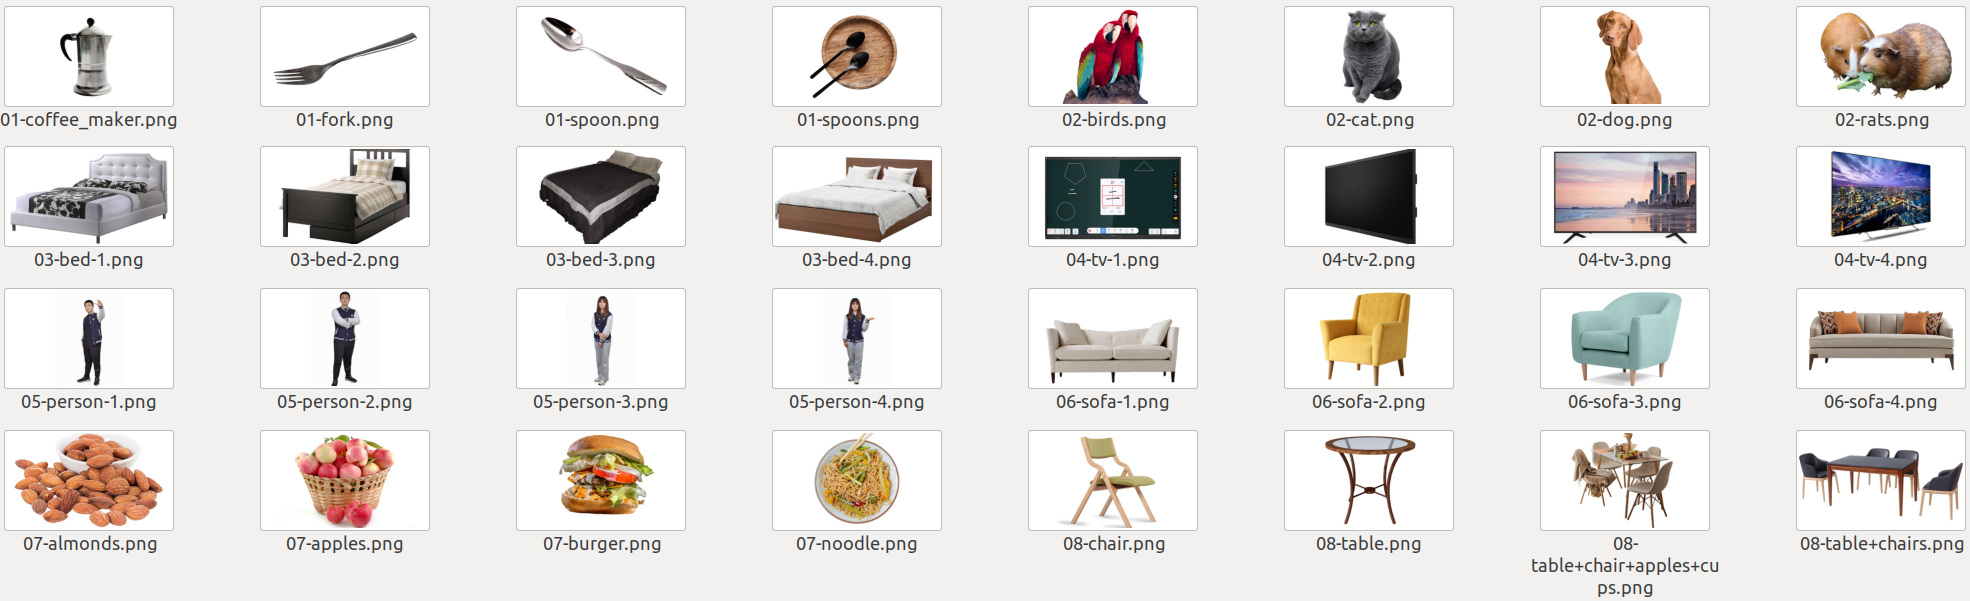 01-coffee_maker.png
01-fork.png
01-spoon.png
01-spoons.png
02-birds.png
02-cat.png
02-dog.png
02-rats.png
03-bed-1.png
03-bed-2.png
03-bed-3.png
03-bed-4.png
04-tv-1.png
04-tv-2.png
04-tv-3.png
04-tv-4.png
05-person-1.png
05-person-2.png
05-person-3.png
05-person-4.png
06-sofa-1.png
06-sofa-2.png
06-sofa-3.png
06-sofa-4.png
07-almonds.png
07-apples.png
07-burger.png
07-noodle.png
08-chair.png
08-table.png
08-
table+chair+apples+cu
ps.png
08-table+chairs.png